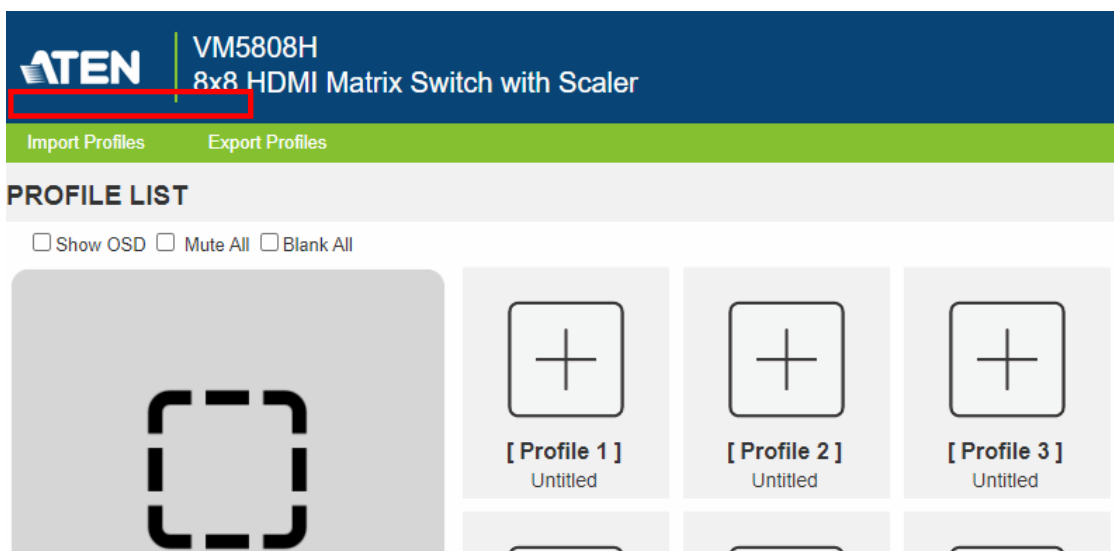 ATEN
VM5808H
8x8 HDMI Matrix Switch with Scaler
Import Profiles Export Profiles
PROFILE LIST
Show OSD Mute All Blank All
[ Profile 1 ] [ Profile 2 ] [ Profile 3 ]
Untitled Untitled Untitled